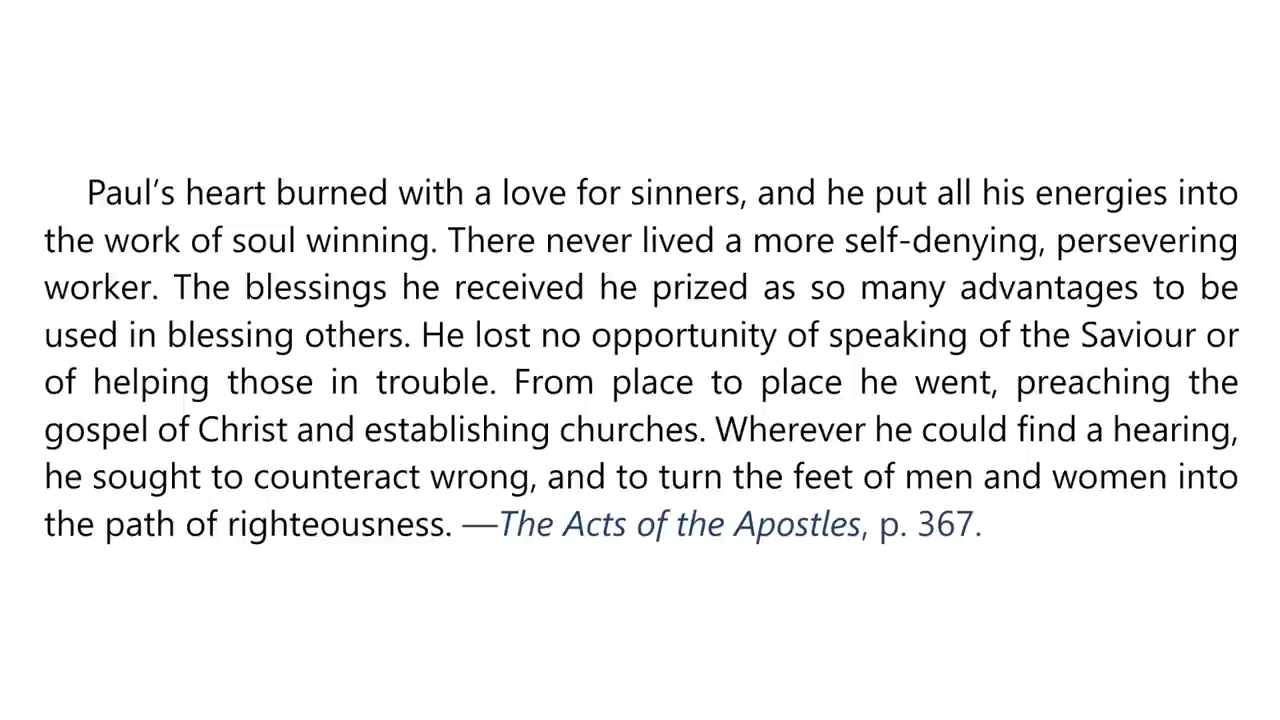 Paul’s heart burned with a love for sinners, and he put all his energies into
the work of soul winning. There never lived a more self-denying, persevering
worker. The blessings he received he prized as so many advantages to be
used in blessing others. He lost no opportunity of speaking of the Saviour or
of helping those in trouble. From place to place he went, preaching the
gospel of Christ and establishing churches. Wherever he could find a hearing,
he sought to counteract wrong, and to turn the feet of men and women into
the path of righteousness. —The Acts of the Apostles, p. 367.